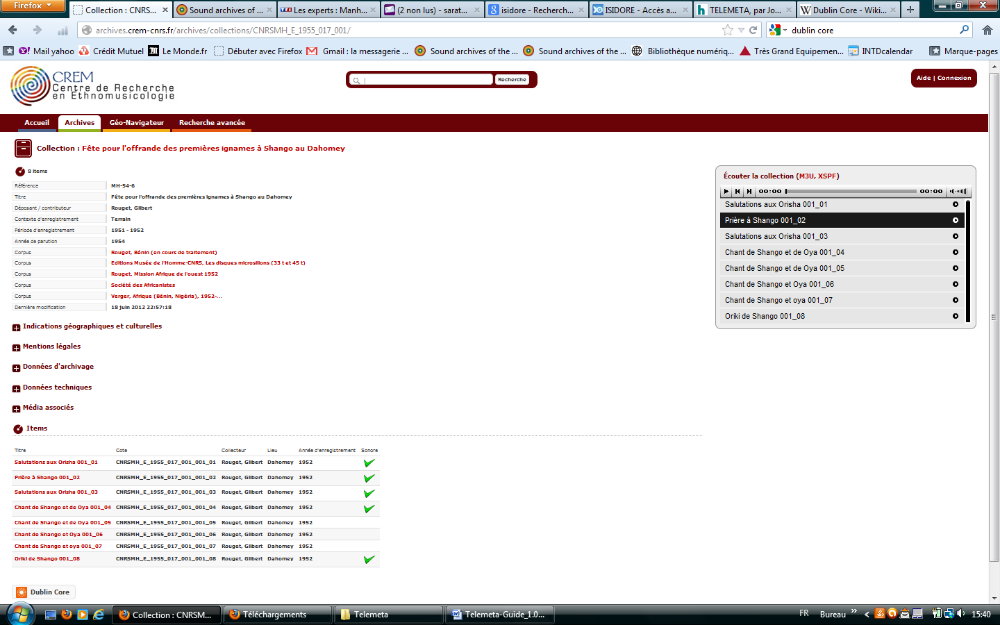 Firefox
Collection : CNRS...
Sound archives of ...
Les experts : Manh...
(2 non lus) - sarat...
isidore - Recherch...
ISIDORE - Accès a...
TELEMETA, par Jo...
Dublin Core - Wiki...
archives.crem-cnrs.fr/archives/collections/CNRSMH_E_1955_017_001/
dublin core
Mail yahoo
Crédit Mutuel
Le Monde.fr
Débuter avec Firefox
Gmail : la messagerie ...
Sound archives of the ...
Sound archives of the ...
Bibliothèque numériq...
Très Grand Equipemen...
INTDcalendar
Marque-pages
CREM
Centre de Recherche
en Ethnomusicologie
Recherche
Aide | Connexion
Accueil
Archives
Géo-Navigateur
Recherche avancée
Collection : Fête pour l'offrande des premières ignames à Shango au Dahomey
8 items
Référence MH-54-6
Titre Fête pour l'offrande des premières ignames à Shango au Dahomey
Déposant / contributeur Rouget, Gilbert
Contexte d'enregistrement Terrain
Période d'enregistrement 1951 - 1952
Année de parution 1954
Corpus Rouget, Bénin (en cours de traitement)
Corpus Editions Musée de l'Homme-CNRS, Les disques microsillons (33 t et 45 t)
Corpus Rouget, Mission Afrique de l'ouest 1952
Corpus Société des Africanistes
Corpus Verger, Afrique (Bénin, Nigéria), 1952-...
Dernière modification 18 juin 2012 22:57:18
Écouter la collection (M3U, XSPF)
00:00 00:00
Salutations aux Orisha 001_01
Prière à Shango 001_02
Salutations aux Orisha 001_03
Chant de Shango et de Oya 001_04
Chant de Shango et de Oya 001_05
Chant de Shango et Oya 001_06
Chant de Shango et oya 001_07
Oriki de Shango 001_08
Indications géographiques et culturelles
Mentions légales
Données d'archivage
Données techniques
Média associés
Items
Titre Cote Collecteur Lieu Année d'enregistrement Sonore
Salutations aux Orisha 001_01 CNRSMH_E_1955_017_001_001_01 Rouget, Gilbert Dahomey 1952
Prière à Shango 001_02 CNRSMH_E_1955_017_001_001_02 Rouget, Gilbert Dahomey 1952
Salutations aux Orisha 001_03 CNRSMH_E_1955_017_001_001_03 Rouget, Gilbert Dahomey 1952
Chant de Shango et de Oya 001_04 CNRSMH_E_1955_017_001_001_04 Rouget, Gilbert Dahomey 1952
Chant de Shango et de Oya 001_05 CNRSMH_E_1955_017_001_001_05 Rouget, Gilbert Dahomey 1952
Chant de Shango et Oya 001_06 CNRSMH_E_1955_017_001_001_06 Rouget, Gilbert Dahomey 1952
Chant de Shango et oya 001_07 CNRSMH_E_1955_017_001_001_07 Rouget, Gilbert Dahomey 1952
Oriki de Shango 001_08 CNRSMH_E_1955_017_001_001_08 Rouget, Gilbert Dahomey 1952
Dublin Core
Collection : CNRSM...
Téléchargements
Telemeta
Telemeta-Guide_1.0...
FR
Bureau
15:40